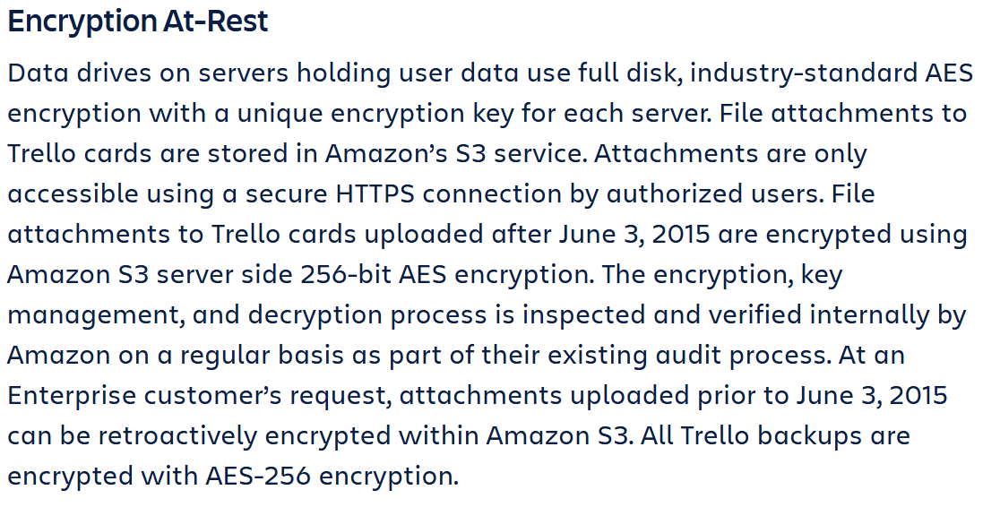 Encryption At-Rest
Data drives on servers holding user data use full disk, industry-standard AES
encryption with a unique encryption key for each server. File attachments to
Trello cards are stored in Amazon’s S3 service. Attachments are only
accessible using a secure HTTPS connection by authorized users. File
attachments to Trello cards uploaded after June 3, 2015 are encrypted using
Amazon S3 server side 256-bit AES encryption. The encryption, key
management, and decryption process is inspected and verified internally by
Amazon on a regular basis as part of their existing audit process. At an
Enterprise customer’s request, attachments uploaded prior to June 3, 2015
can be retroactively encrypted within Amazon S3. All Trello backups are
encrypted with AES-256 encryption.